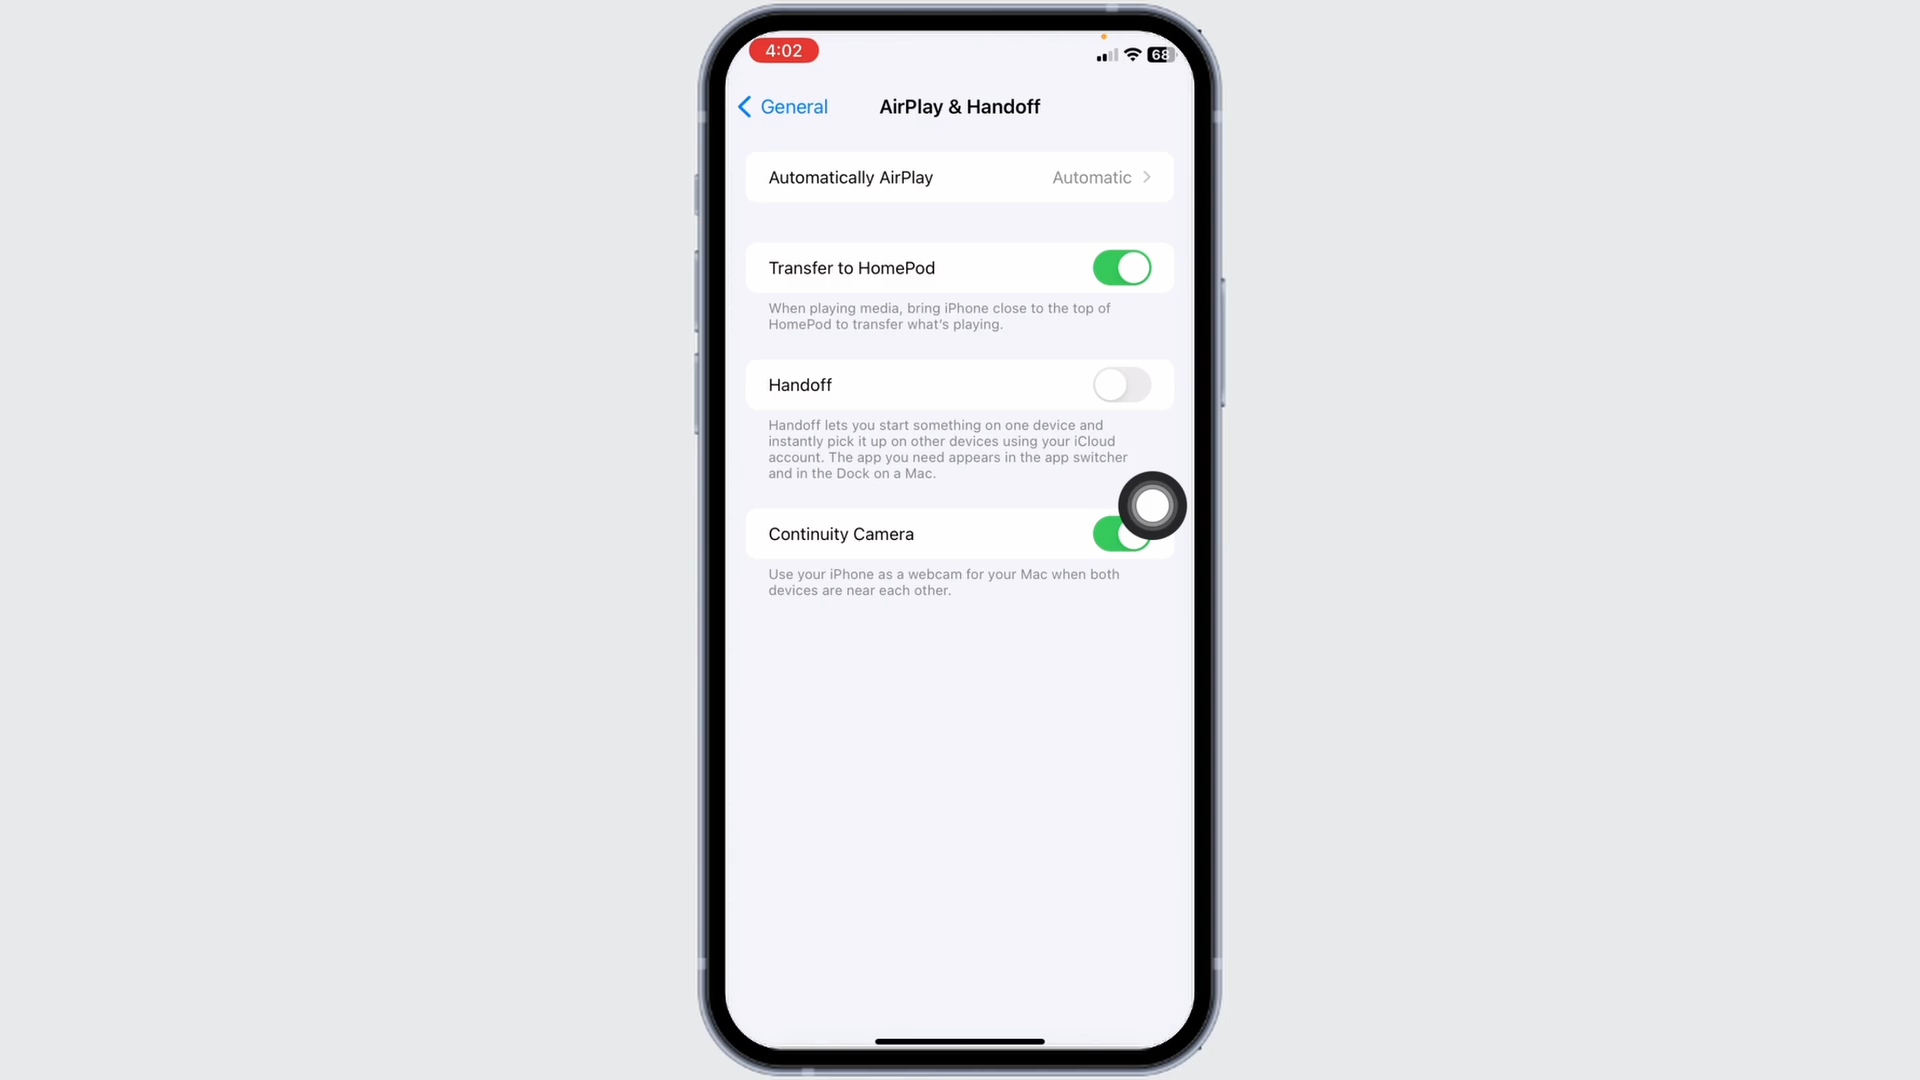 4:02
68
General
AirPlay & Handoff
Automatically AirPlay Automatic
Transfer to HomePod
When playing media, bring iPhone close to the top of
HomePod to transfer what's playing.
Handoff
Handoff lets you start something on one device and
instantly pick it up on other devices using your iCloud
account. The app you need appears in the app switcher
and in the Dock on a Mac.
Continuity Camera
Use your iPhone as a webcam for your Mac when both
devices are near each other.